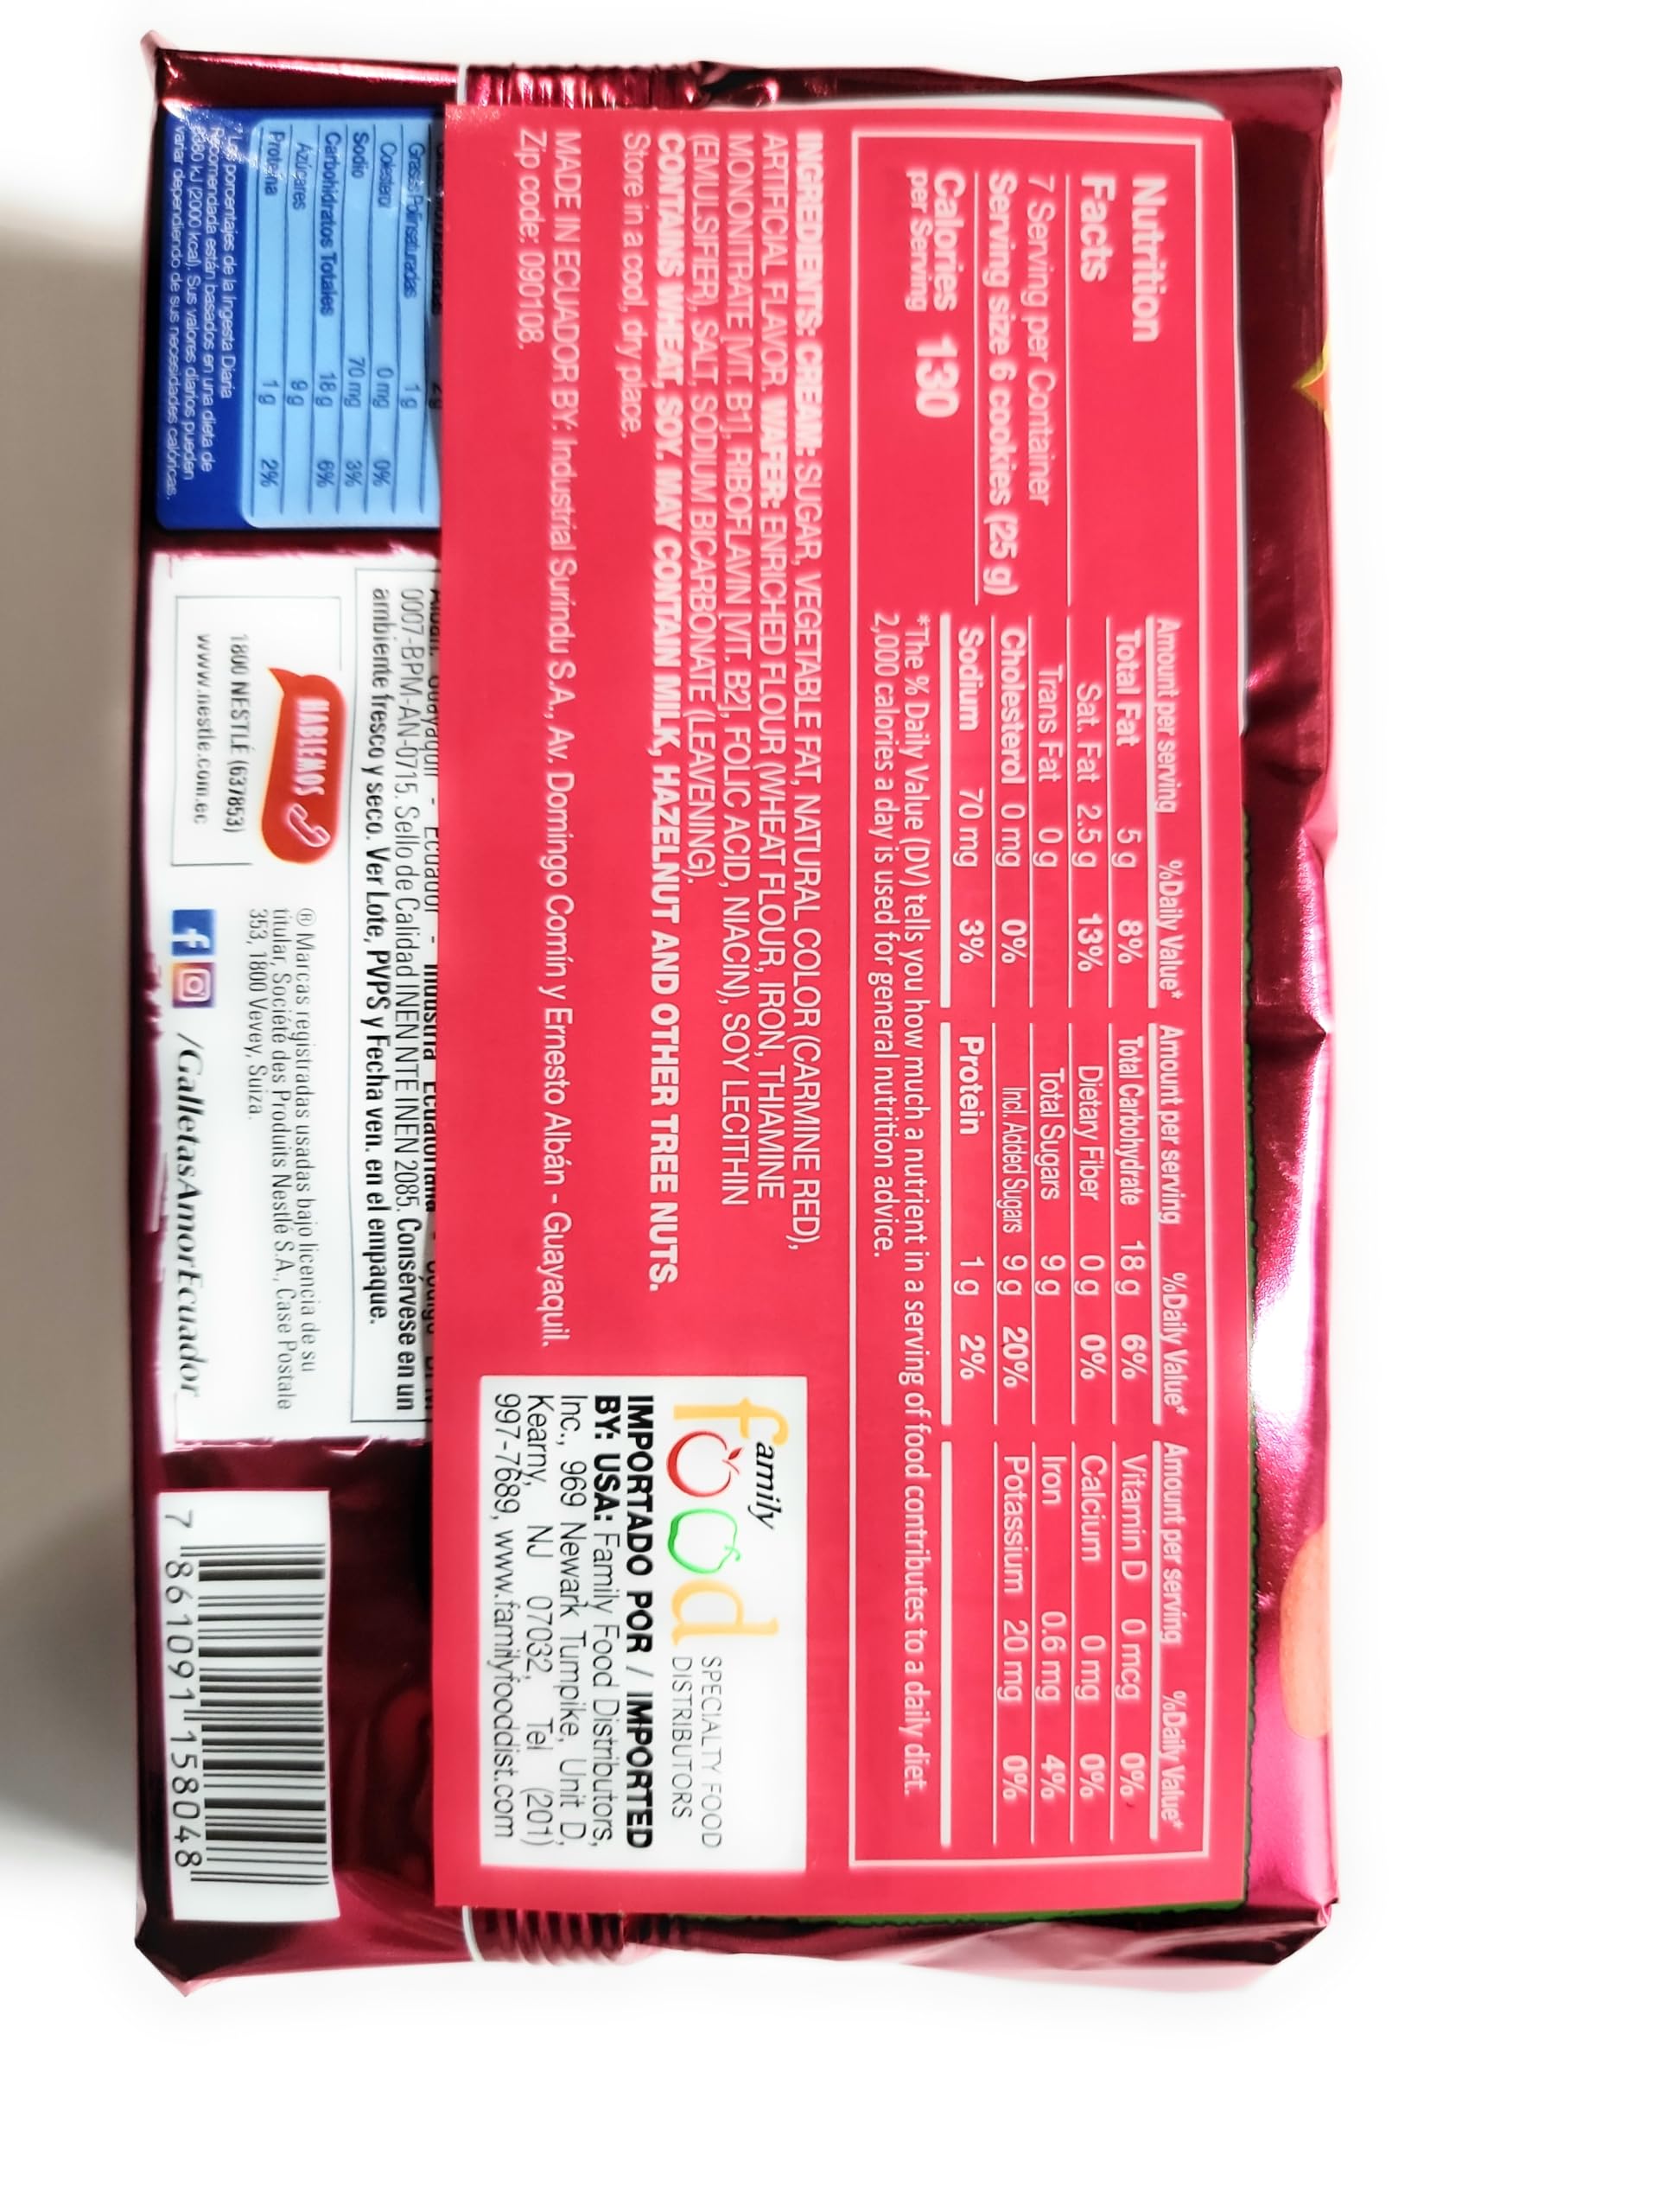 Nutrition
Facts
7 Serving per Container
Serving size 6 cookies (25 g)
Calories 130
per Serving
Amount per serving %Daily Value*
Total Fat 5 g 8%
Sat. Fat 2.5 g 13%
Trans Fat 0 g
Cholesterol 0 mg 0%
Sodium 70 mg 3%
Amount per serving %Daily Value*
Total Carbohydrate 18 g 6%
Dietary Fiber 0 g 0%
Total Sugars 9 g
Incl. Added Sugars 9 g 20%
Protein 1 g 2%
Amount per serving %Daily Value*
Vitamin D 0 mcg 0%
Calcium 0 mg 0%
Iron 0.6 mg 4%
Potassium 20 mg 0%
*The % Daily Value (DV) tells you how much a nutrient in a serving of food contributes to a daily diet.
2,000 calories a day is used for general nutrition advice.
INGREDIENTS: CREAM: SUGAR, VEGETABLE FAT, NATURAL COLOR (CARMINE RED),
ARTIFICIAL FLAVOR. WAFER: ENRICHED FLOUR (WHEAT FLOUR, IRON, THIAMINE
MONONITRATE [VIT. B1], RIBOFLAVIN [VIT. B2], FOLIC ACID, NIACIN), SOY LECITHIN
(EMULSIFIER), SALT, SODIUM BICARBONATE (LEAVENING).
CONTAINS WHEAT, SOY. MAY CONTAIN MILK, HAZELNUT AND OTHER TREE NUTS.
Store in a cool, dry place.
MADE IN ECUADOR BY: Industrial Surindu S.A., Av. Domingo Comín y Ernesto Albán - Guayaquil.
Zip code: 090108.
family
food
SPECIALTY FOOD
DISTRIBUTORS
IMPORTADO POR / IMPORTED
BY: USA: Family Food Distributors,
Inc., 969 Newark Turnpike, Unit D,
Kearny, NJ 07032, Tel (201)
997-7689, www.familyfooddist.com
Grasas Poliinsaturadas 1 g
Colesterol 0 mg 0%
Sodio 70 mg 3%
Carbohidratos Totales 18 g 6%
Azúcares 9 g
Proteína 1 g 2%
*Los porcentajes de la Ingesta Diaria
Recomendada están basados en una dieta de
8380 kJ (2000 kcal). Sus valores diarios pueden
variar dependiendo de sus necesidades calóricas.
Albán. Guayaquil - Ecuador - Industria Ecuatoriana - Código BPM
0007-BPM-AN-0715. Sello de Calidad INEN NTE INEN 2085. Consérvese en un
ambiente fresco y seco. Ver Lote, PVPS y Fecha ven. en el empaque.
HABLEMOS
1800 NESTLÉ (637853)
www.nestle.com.ec
® Marcas registradas usadas bajo licencia de su
titular, Société des Produits Nestlé S.A., Case Postale
353, 1800 Vevey, Suiza.
f /GalletasAmorEcuador
7 861091 158048